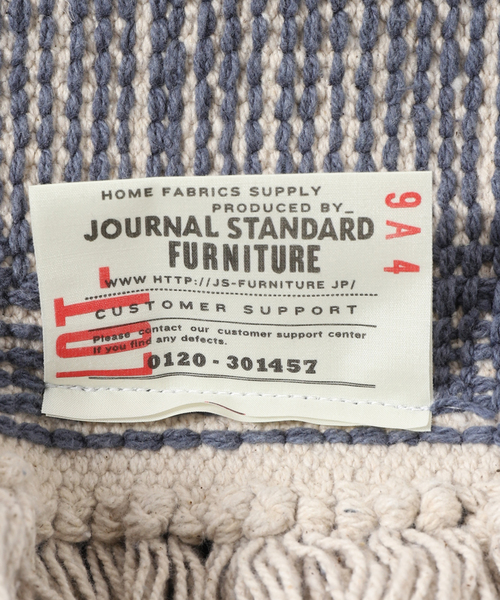 HOME FABRICS SUPPLY
PRODUCED BY_
JOURNAL STANDARD
FURNITURE
WWW HTTP://JS-FURNITURE JP/
CUSTOMER SUPPORT
Please contact our customer support center
if you find any defects.
0120-301457
9A4